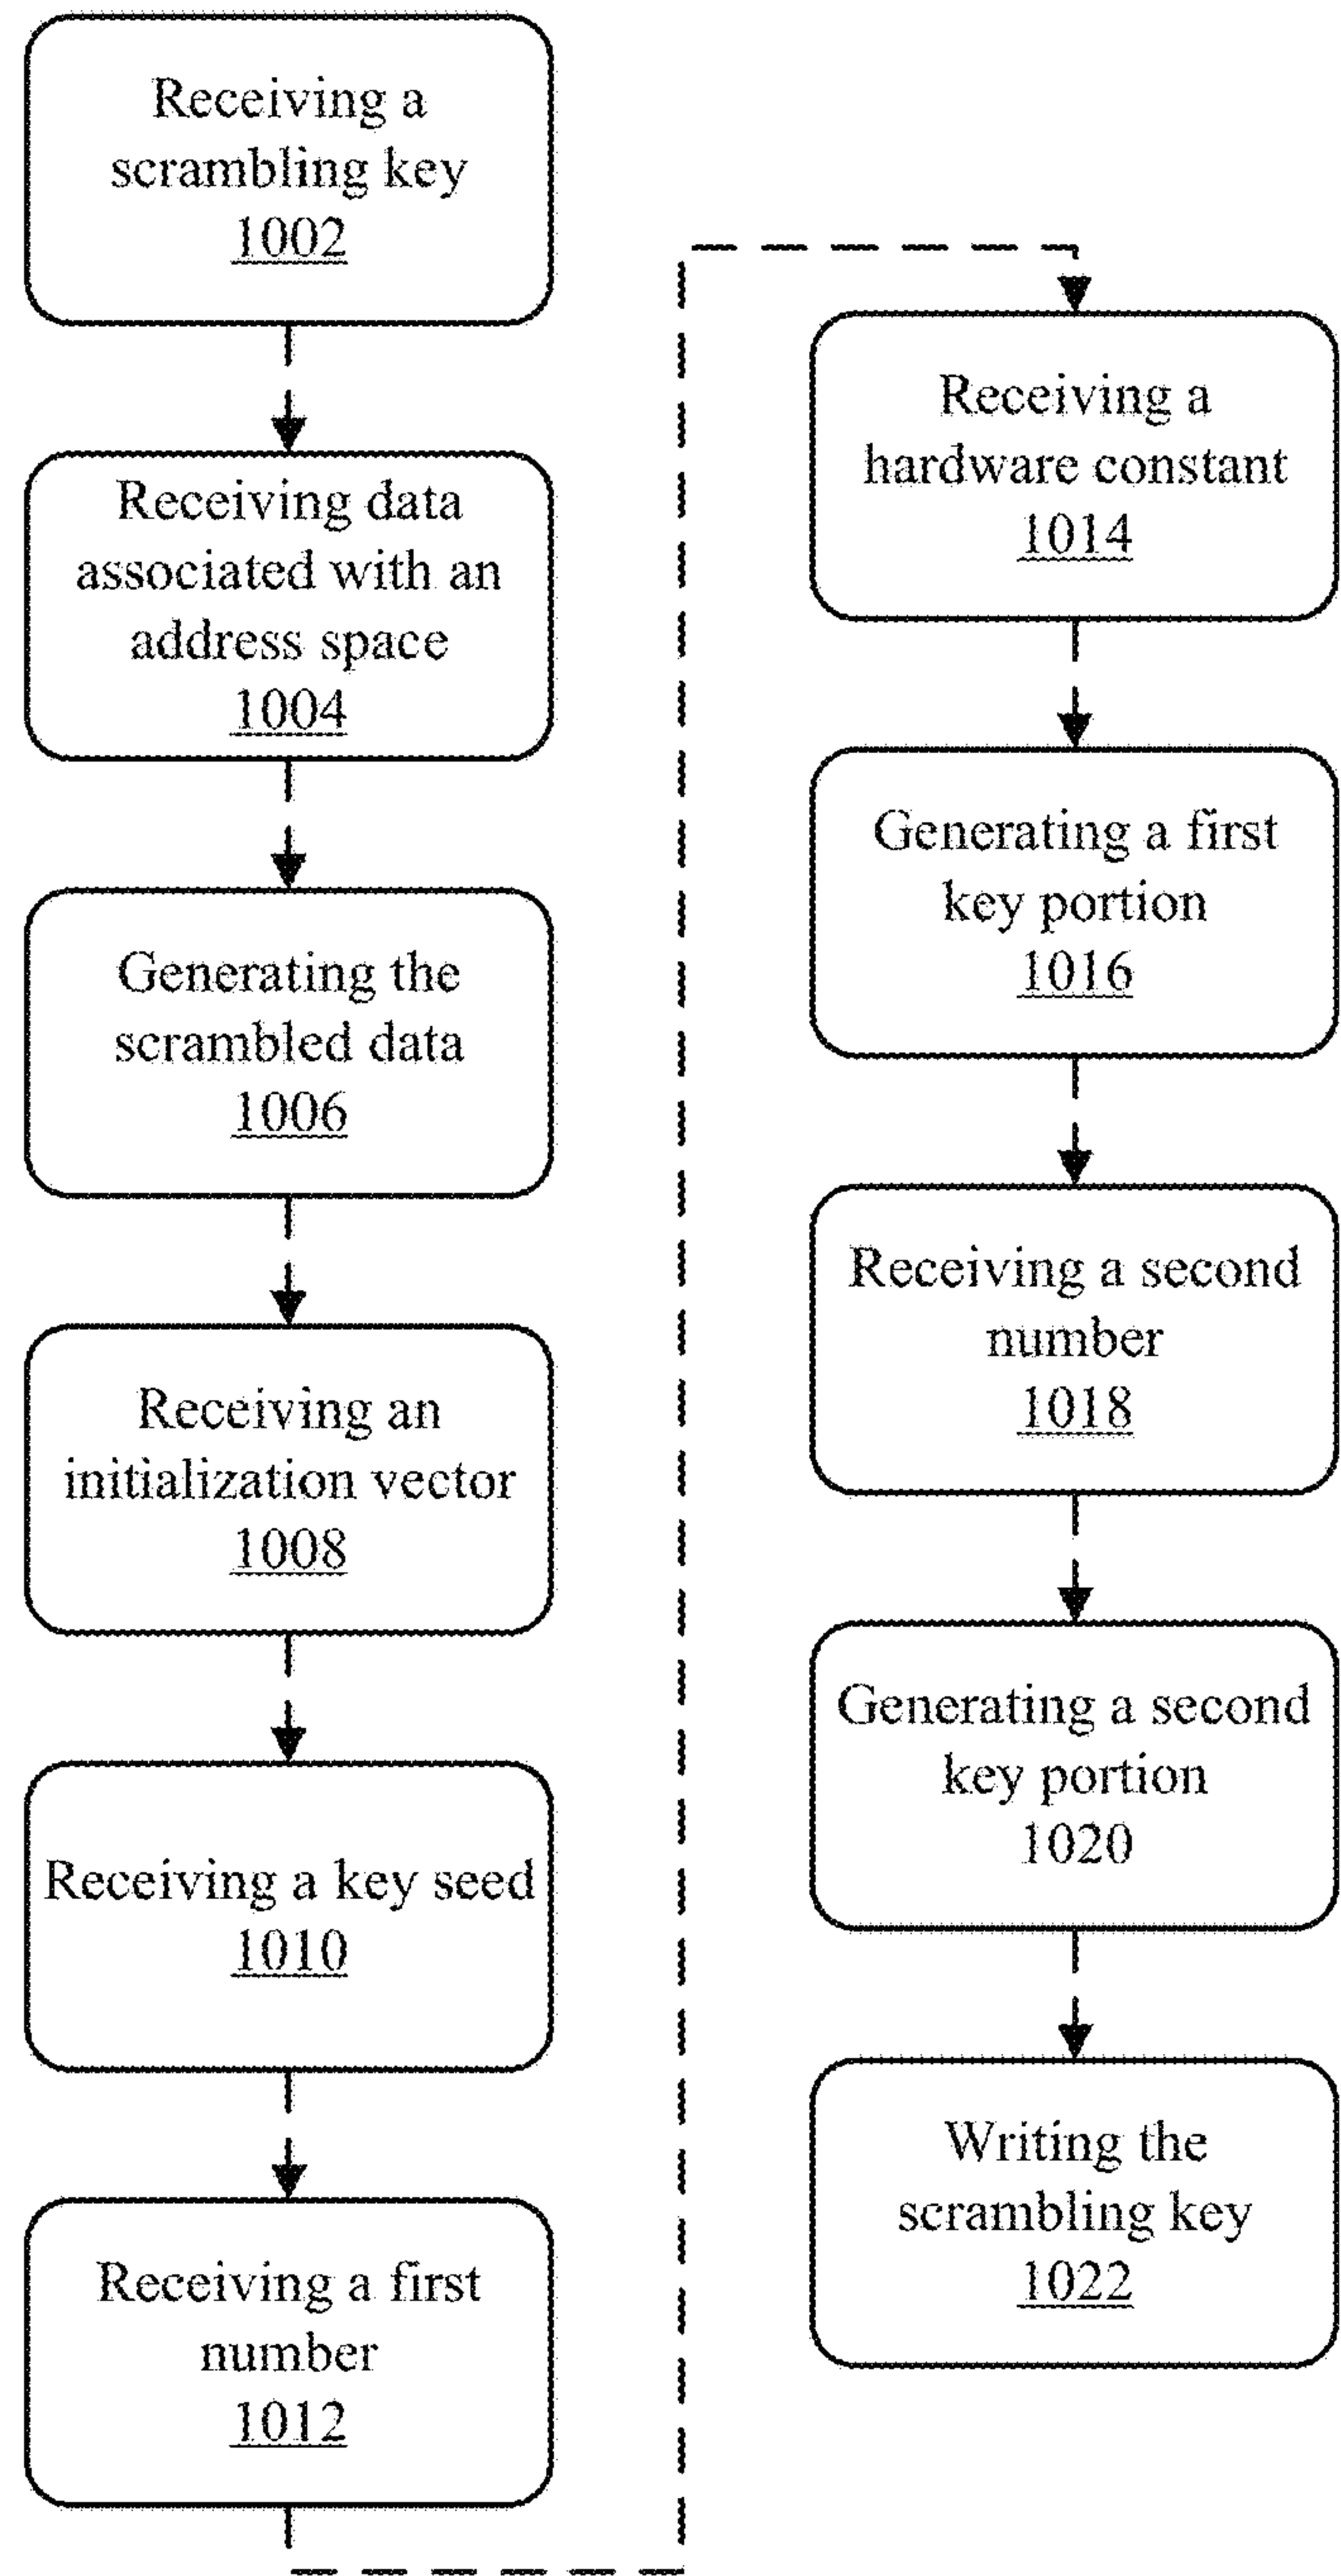 Receiving a
scrambling key
1002
Receiving data
associated with an
address space
1004
Generating the
scrambled data
1006
Receiving an
initialization vector
1008
Receiving a key seed
1010
Receiving a first
number
1012
Receiving a
hardware constant
1014
Generating a first
key portion
1016
Receiving a second
number
1018
Generating a second
key portion
1020
Writing the
scrambling key
1022